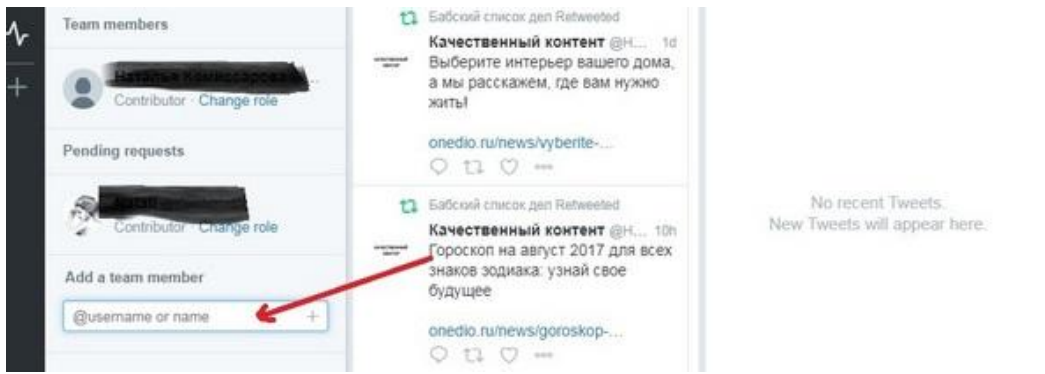 Team members
Contributor · Change role
Pending requests
Contributor · Change role
Add a team member
@username or name
Бабский список дел Retweeted
Качественный контент @H... 1d
Выберите интерьер вашего дома,
а мы расскажем, где вам нужно
жить!
onedio.ru/news/vyberite-...
Бабский список дел Retweeted
Качественный контент @H... 10h
Гороскоп на август 2017 для всех
знаков зодиака: узнай свое
будущее
onedio.ru/news/goroskop-...
No recent Tweets.
New Tweets will appear here.